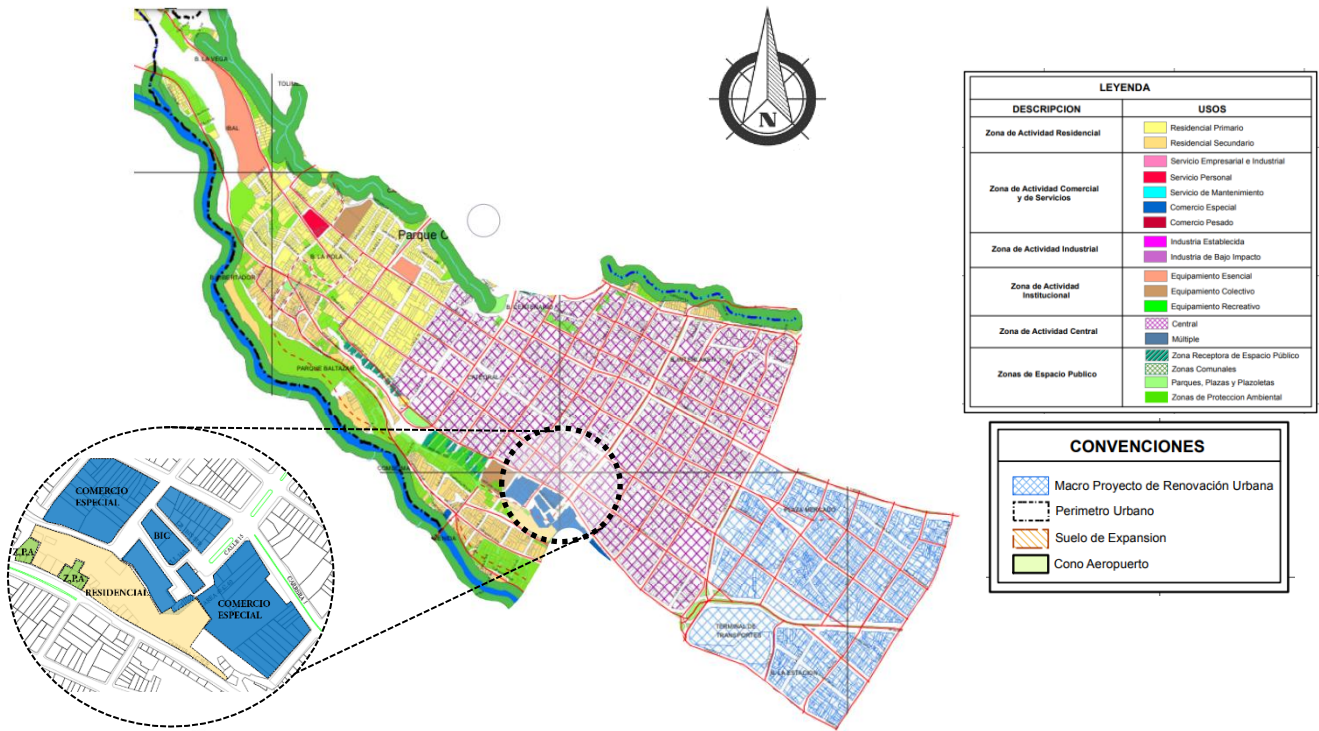 B. LA VEGA
IBAL
Parque C
B. LA POLA
PARQUE BALTAZAR
CATEDRAL
PLAZA MERCADO
TERMINAL DE
TRANSPORTES
B. LA ESTACION
N
LEYENDA
DESCRIPCION USOS
Zona de Actividad Residencial
Residencial Primario
Residencial Secundario
Zona de Actividad Comercial
y de Servicios
Servicio Empresarial e Industrial
Servicio Personal
Servicio de Mantenimiento
Comercio Especial
Comercio Pesado
Zona de Actividad Industrial
Industria Establecida
Industria de Bajo Impacto
Zona de Actividad
Institucional
Equipamiento Esencial
Equipamiento Colectivo
Equipamiento Recreativo
Zona de Actividad Central
Central
Múltiple
Zonas de Espacio Publico
Zona Receptora de Espacio Público
Zonas Comunales
Parques, Plazas y Plazoletas
Zonas de Proteccion Ambiental
CONVENCIONES
Macro Proyecto de Renovación Urbana
Perimetro Urbano
Suelo de Expansion
Cono Aeropuerto
COMERCIO
ESPECIAL
BIC
CALLE 15
Z.P.A
Z.P.A
RESIDENCIAL
COMERCIO
ESPECIAL